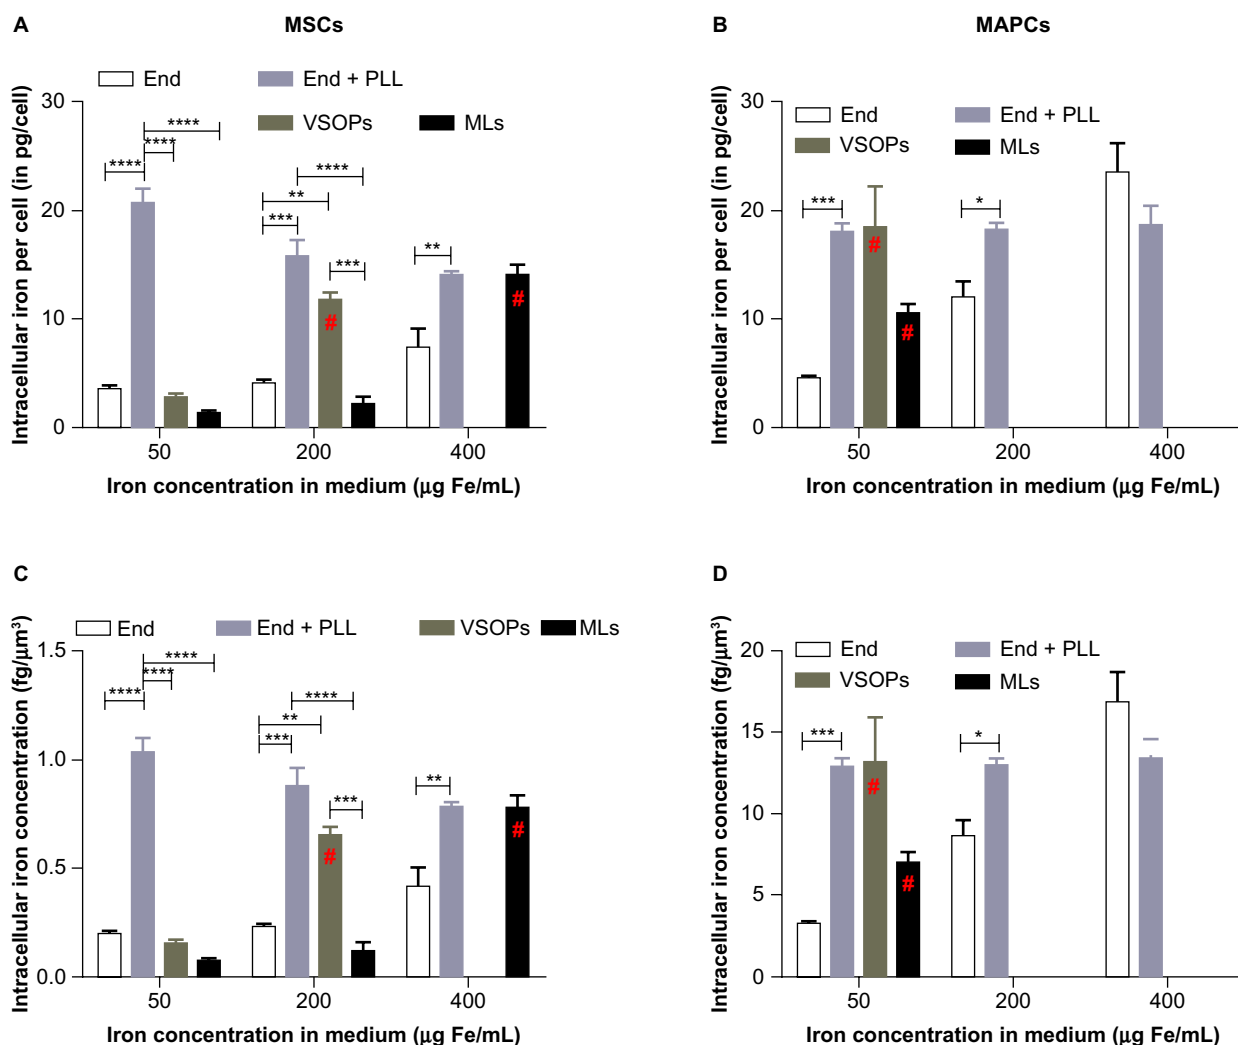 A
MSCs
End
End + PLL
VSOPs
MLs
Intracellular iron per cell (in pg/cell)
30
20
10
0
****
****
****
****
**
***
***
**
#
#
50
200
400
Iron concentration in medium (µg Fe/mL)
B
MAPCs
End
End + PLL
VSOPs
MLs
Intracellular iron per cell (in pg/cell)
30
20
10
0
***
*
#
#
50
200
400
Iron concentration in medium (µg Fe/mL)
C
End
End + PLL
VSOPs
MLs
Intracellular iron concentration (fg/µm³)
1.5
1.0
0.5
0.0
****
****
****
****
**
***
***
**
#
#
50
200
400
Iron concentration in medium (µg Fe/mL)
D
End
End + PLL
VSOPs
MLs
Intracellular iron concentration (fg/µm³)
20
15
10
5
0
***
*
#
#
50
200
400
Iron concentration in medium (µg Fe/mL)